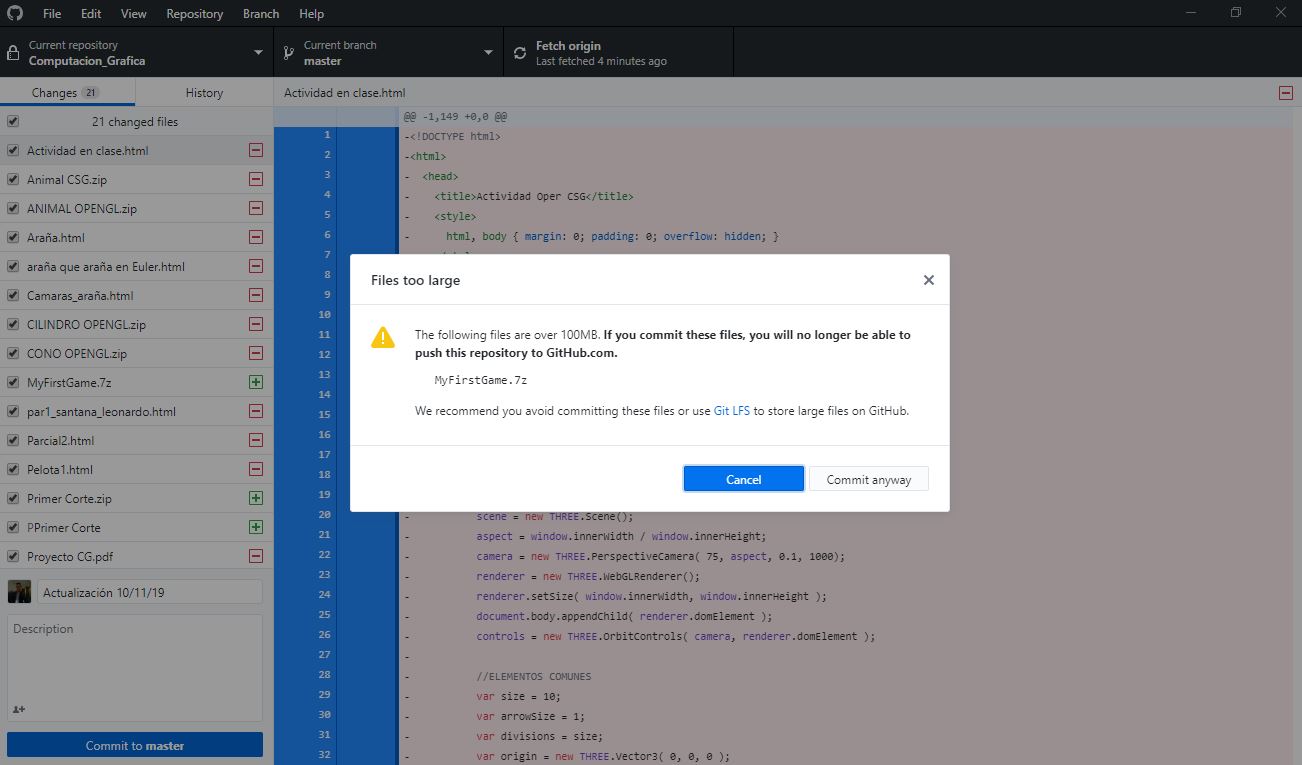 File Edit View Repository Branch Help
Current repository
Computacion_Grafica
Current branch
master
Fetch origin
Last fetched 4 minutes ago
Changes 21
History
Actividad en clase.html
21 changed files
Actividad en clase.html
Animal CSG.zip
ANIMAL OPENGL.zip
Araña.html
araña que araña en Euler.html
Camaras_araña.html
CILINDRO OPENGL.zip
CONO OPENGL.zip
MyFirstGame.7z
par1_santana_leonardo.html
Parcial2.html
Pelota1.html
Primer Corte.zip
PPrimer Corte
Proyecto CG.pdf
Actualización 10/11/19
Description
Commit to master
@@ -1,149 +0,0 @@
1 -<!DOCTYPE html>
2 -<html>
3 - <head>
4 - <title>Actividad Oper CSG</title>
5 - <style>
6 - html, body { margin: 0; padding: 0; overflow: hidden; }
7
8
9
10
11
12
13
14
15
16
17
18
19
20 - scene = new THREE.Scene();
21 - aspect = window.innerWidth / window.innerHeight;
22 - camera = new THREE.PerspectiveCamera( 75, aspect, 0.1, 1000);
23 - renderer = new THREE.WebGLRenderer();
24 - renderer.setSize( window.innerWidth, window.innerHeight );
25 - document.body.appendChild( renderer.domElement );
26 - controls = new THREE.OrbitControls( camera, renderer.domElement );
27 -
28 - //ELEMENTOS COMUNES
29 - var size = 10;
30 - var arrowSize = 1;
31 - var divisions = size;
32 - var origin = new THREE.Vector3( 0, 0, 0 );
Files too large
The following files are over 100MB. If you commit these files, you will no longer be able to
push this repository to GitHub.com.
MyFirstGame.7z
We recommend you avoid committing these files or use Git LFS to store large files on GitHub.
Cancel
Commit anyway